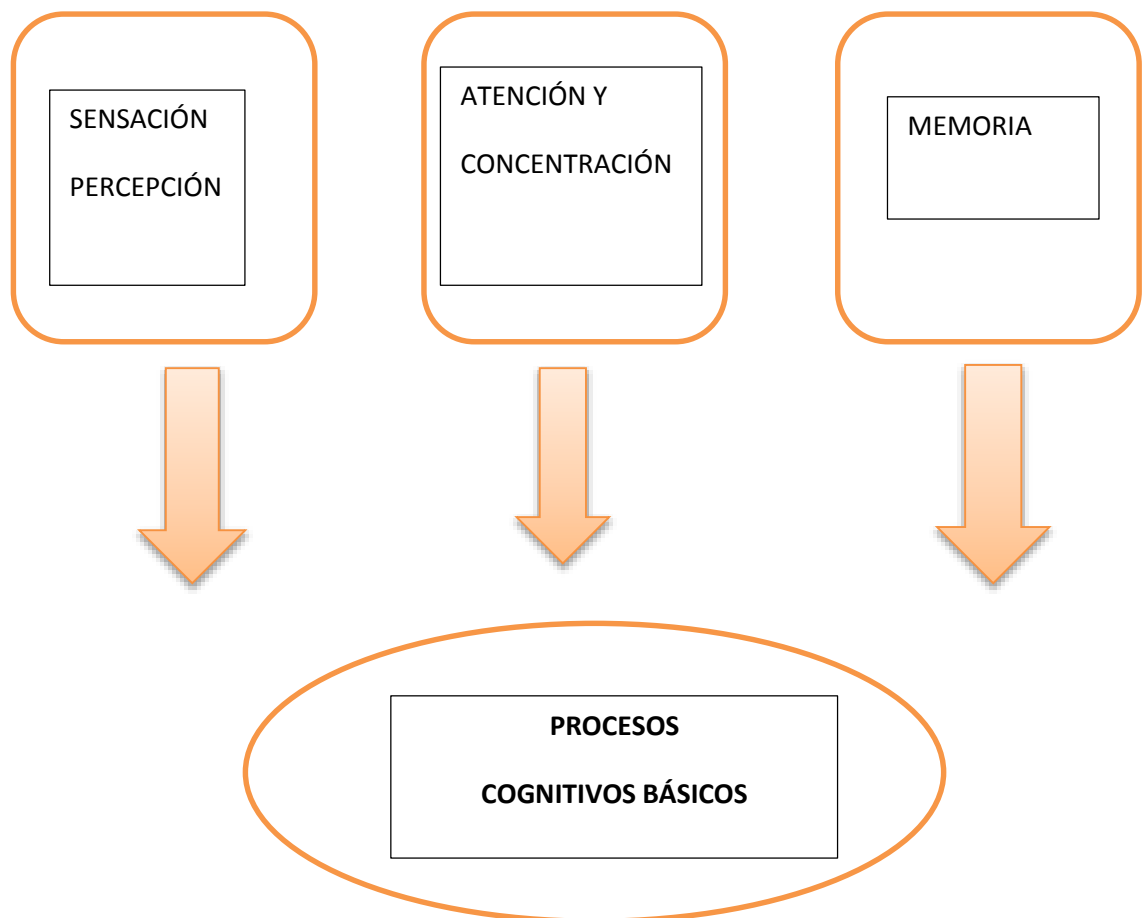 SENSACIÓN
PERCEPCIÓN
ATENCIÓN Y
CONCENTRACIÓN
MEMORIA
PROCESOS
COGNITIVOS BÁSICOS